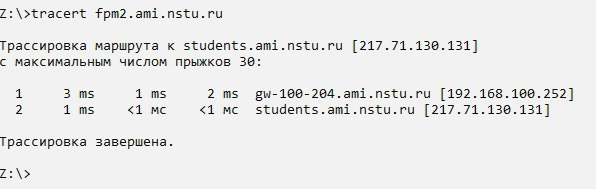 Z:\>tracert fpm2.ami.nstu.ru
Трассировка маршрута к students.ami.nstu.ru [217.71.130.131]
с максимальным числом прыжков 30:
1 3 ms 1 ms 2 ms gw-100-204.ami.nstu.ru [192.168.100.252]
2 1 ms <1 мс <1 мс students.ami.nstu.ru [217.71.130.131]
Трассировка завершена.
Z:\>